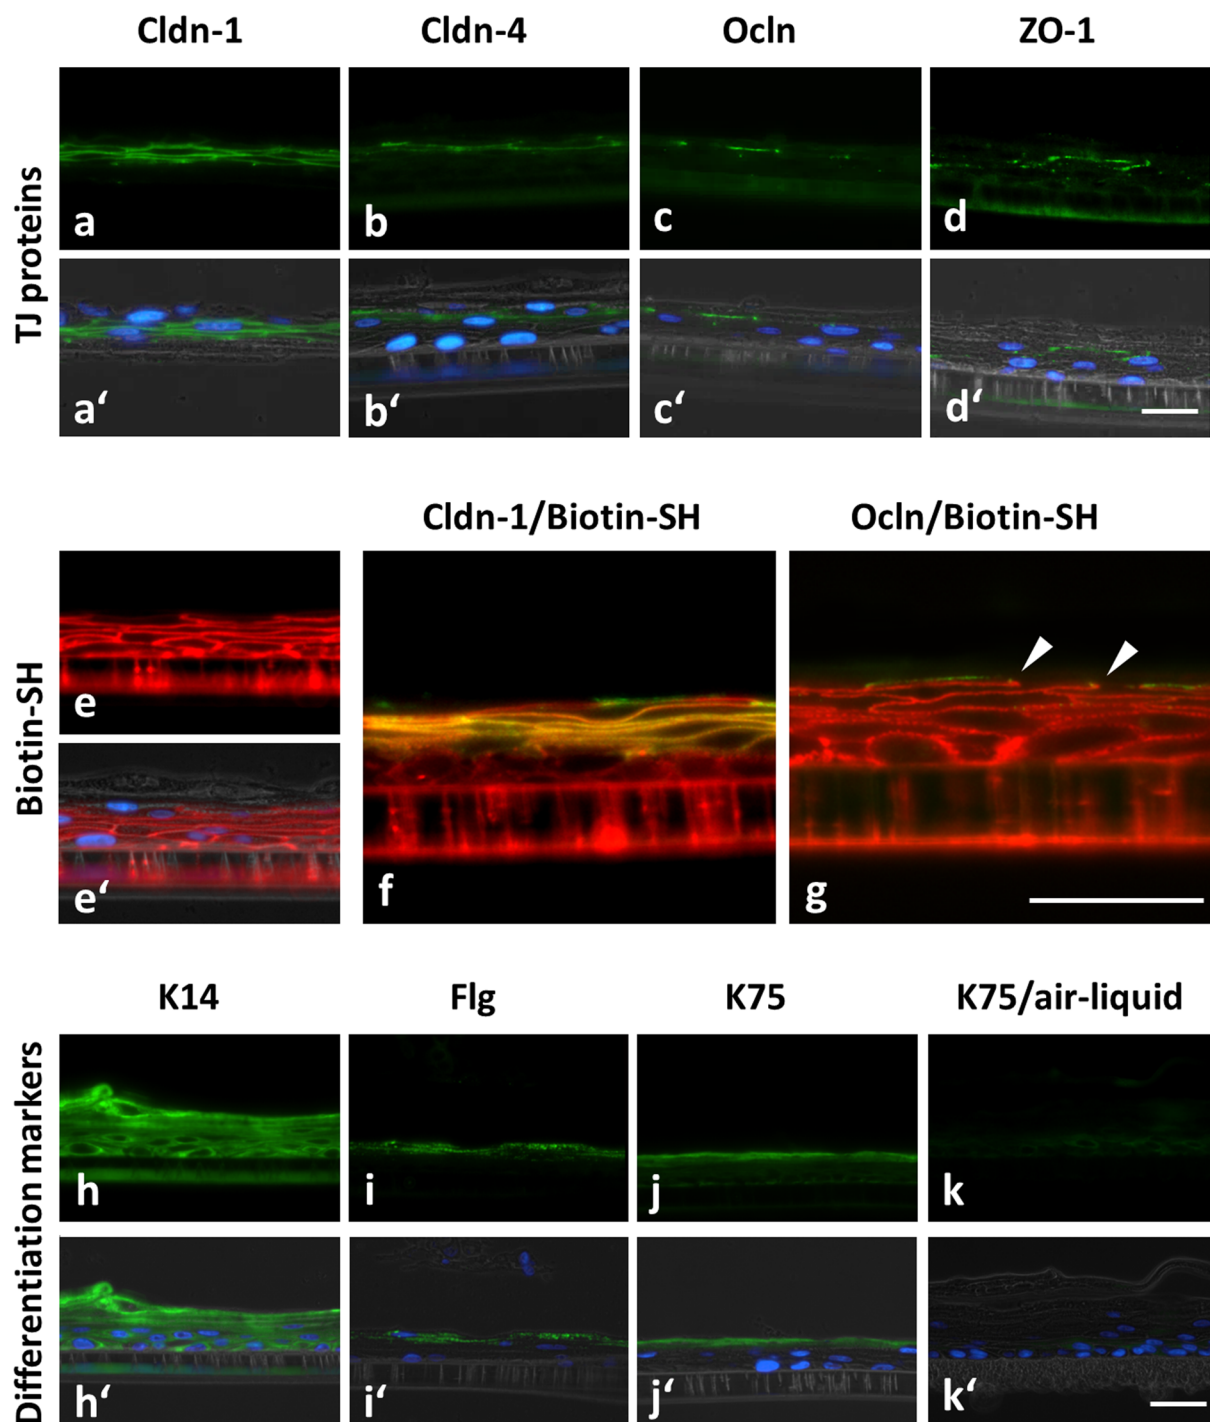 Cldn-1 Cldn-4 Ocln ZO-1
TJ proteins
a b c d
a‘ b‘ c‘ d‘
Cldn-1/Biotin-SH Ocln/Biotin-SH
Biotin-SH
e
e‘ f g
K14 Flg K75 K75/air-liquid
Differentiation markers
h i j k
h‘ i‘ j‘ k‘